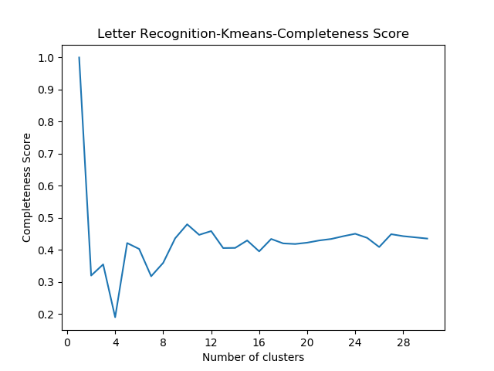 Letter Recognition-Kmeans-Completeness Score
Completeness Score
1.0
0.9
0.8
0.7
0.6
0.5
0.4
0.3
0.2
0 4 8 12 16 20 24 28
Number of clusters